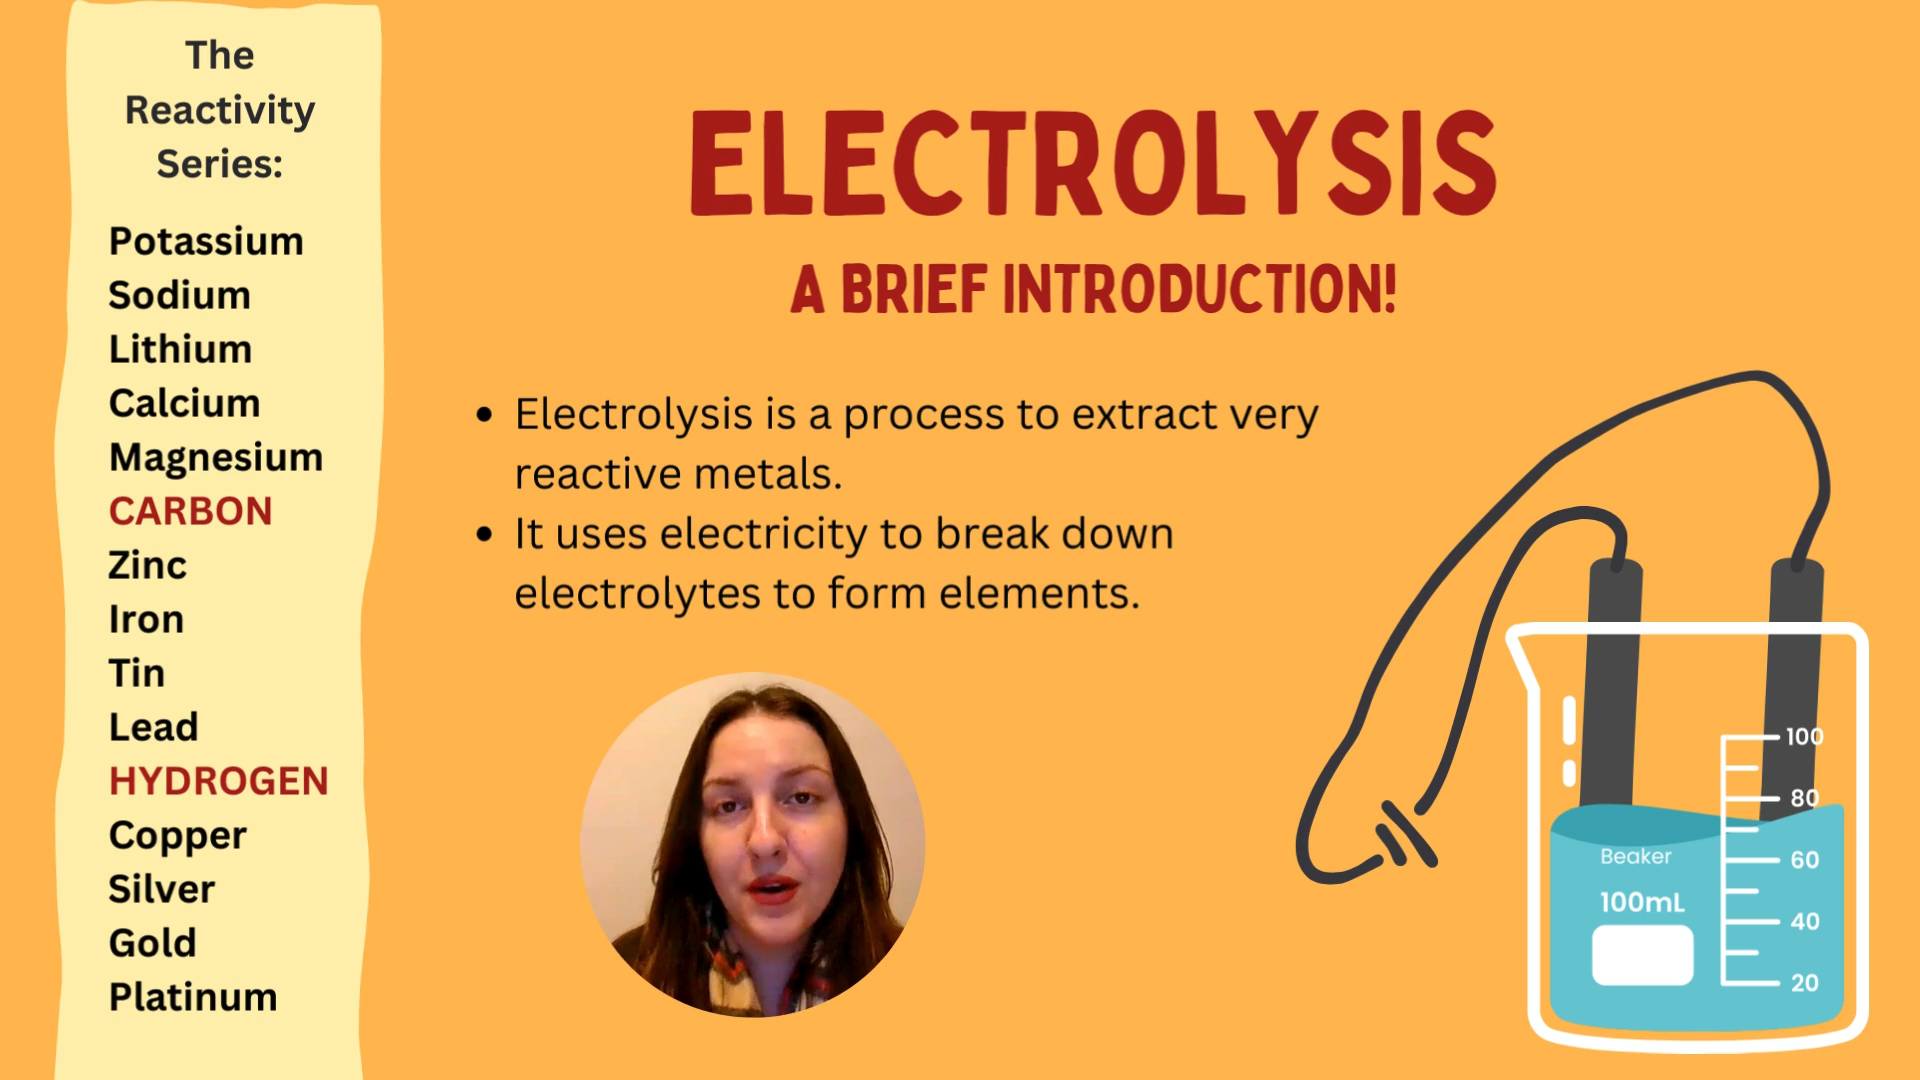 The
Reactivity
Series:
Potassium
Sodium
Lithium
Calcium
Magnesium
CARBON
Zinc
Iron
Tin
Lead
HYDROGEN
Copper
Silver
Gold
Platinum
ELECTROLYSIS
A BRIEF INTRODUCTION!
• Electrolysis is a process to extract very
reactive metals.
• It uses electricity to break down
electrolytes to form elements.
Beaker
100mL
100
80
60
40
20